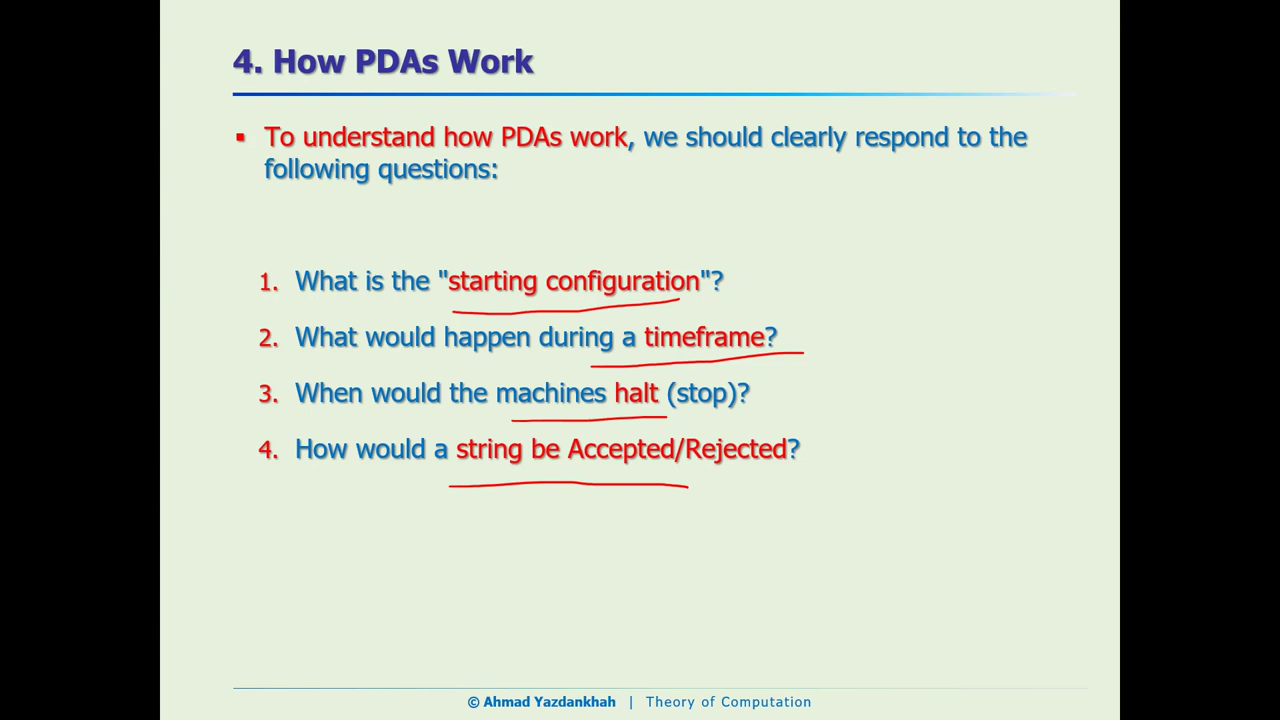 4. How PDAs Work
▪ To understand how PDAs work, we should clearly respond to the
following questions:
1. What is the "starting configuration"?
2. What would happen during a timeframe?
3. When would the machines halt (stop)?
4. How would a string be Accepted/Rejected?
© Ahmad Yazdankhah | Theory of Computation